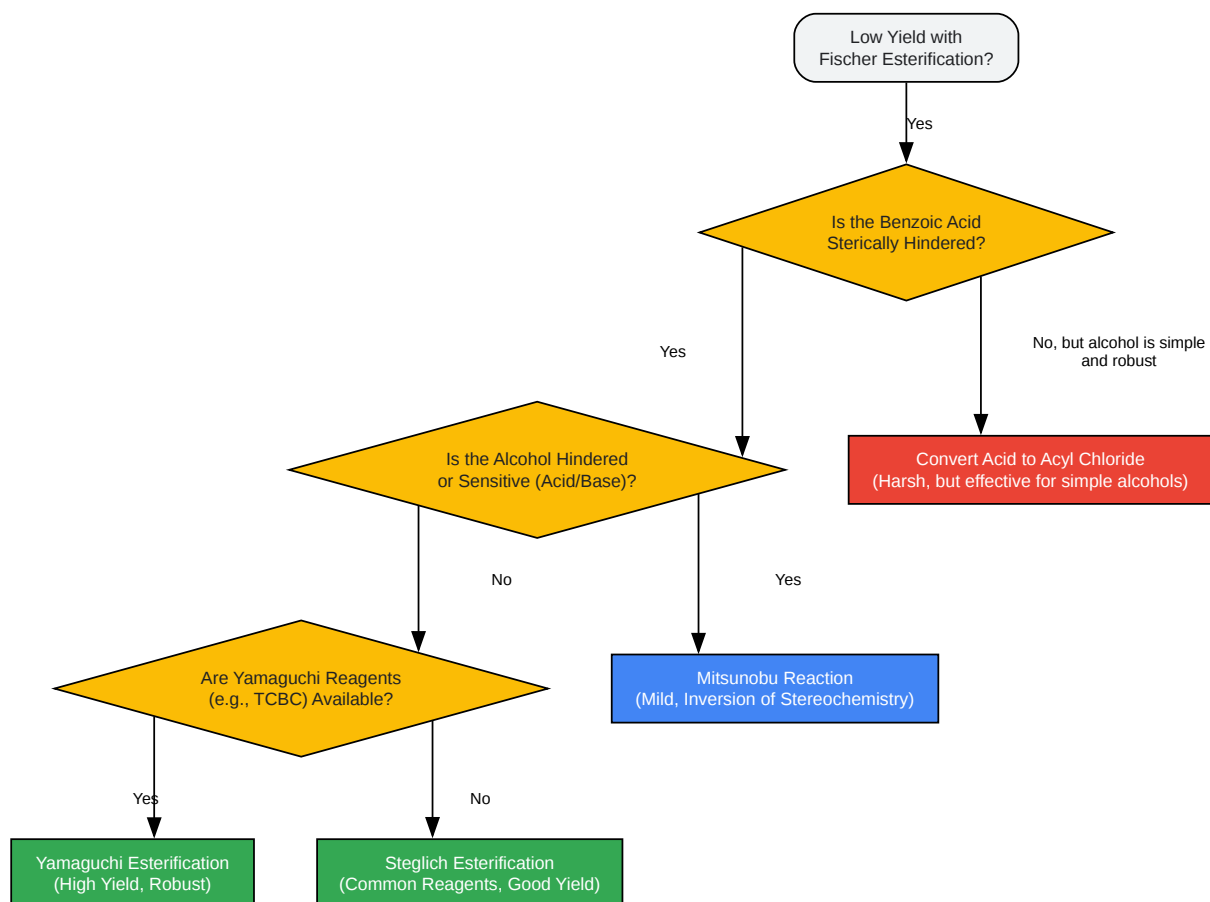 Low Yield with
Fischer Esterification?
Yes
Is the Benzoic Acid
Sterically Hindered?
Yes
No, but alcohol is simple
and robust
Is the Alcohol Hindered
or Sensitive (Acid/Base)?
Convert Acid to Acyl Chloride
(Harsh, but effective for simple alcohols)
No
Yes
Are Yamaguchi Reagents
(e.g., TCBC) Available?
Mitsunobu Reaction
(Mild, Inversion of Stereochemistry)
Yes
No
Yamaguchi Esterification
(High Yield, Robust)
Steglich Esterification
(Common Reagents, Good Yield)